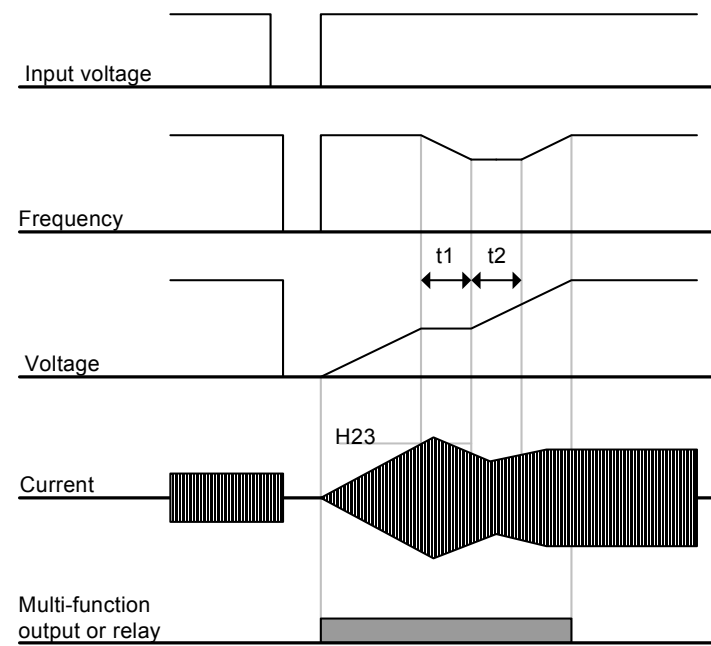 Input voltage
Frequency
t1 t2
Voltage
H23
Current
Multi-function
output or relay